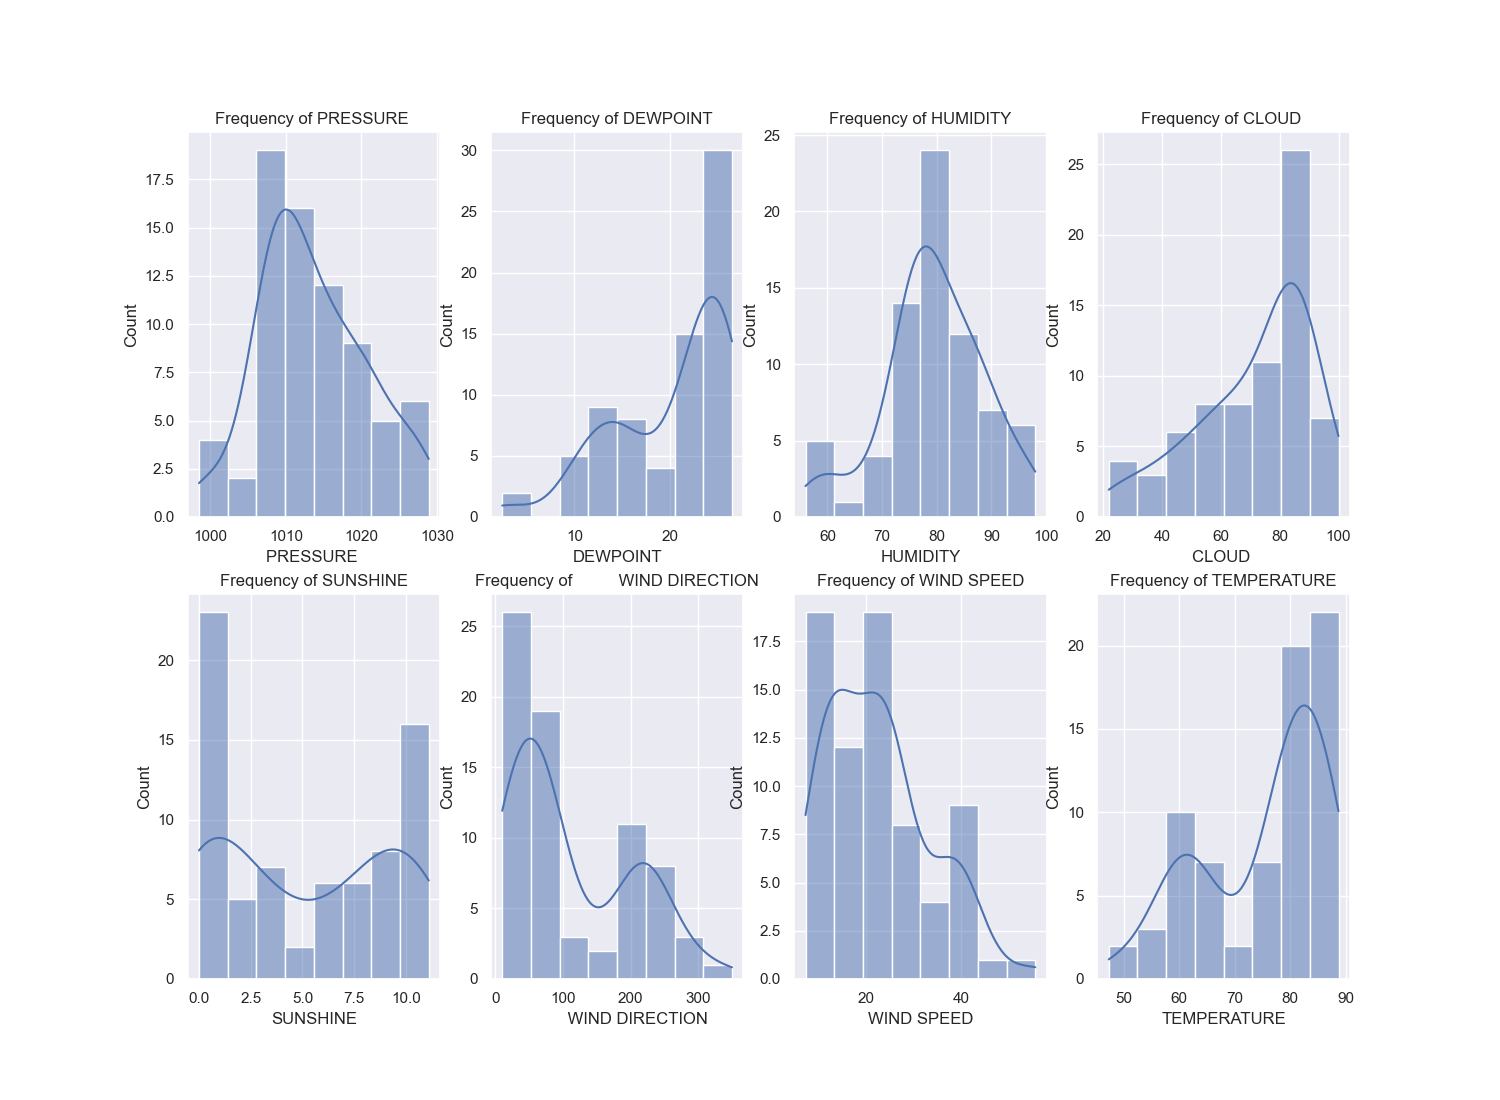 Frequency of PRESSURE
Count
17.5
15.0
12.5
10.0
7.5
5.0
2.5
0.0
1000 1010 1020 1030
PRESSURE
Frequency of DEWPOINT
Count
30
25
20
15
10
5
0
10 20
DEWPOINT
Frequency of HUMIDITY
Count
25
20
15
10
5
0
60 70 80 90 100
HUMIDITY
Frequency of CLOUD
Count
25
20
15
10
5
0
20 40 60 80 100
CLOUD
Frequency of SUNSHINE
Count
20
15
10
5
0
0.0 2.5 5.0 7.5 10.0
SUNSHINE
Frequency of WIND DIRECTION
Count
25
20
15
10
5
0
0 100 200 300
WIND DIRECTION
Frequency of WIND SPEED
Count
17.5
15.0
12.5
10.0
7.5
5.0
2.5
0.0
20 40
WIND SPEED
Frequency of TEMPERATURE
Count
20
15
10
5
0
50 60 70 80 90
TEMPERATURE